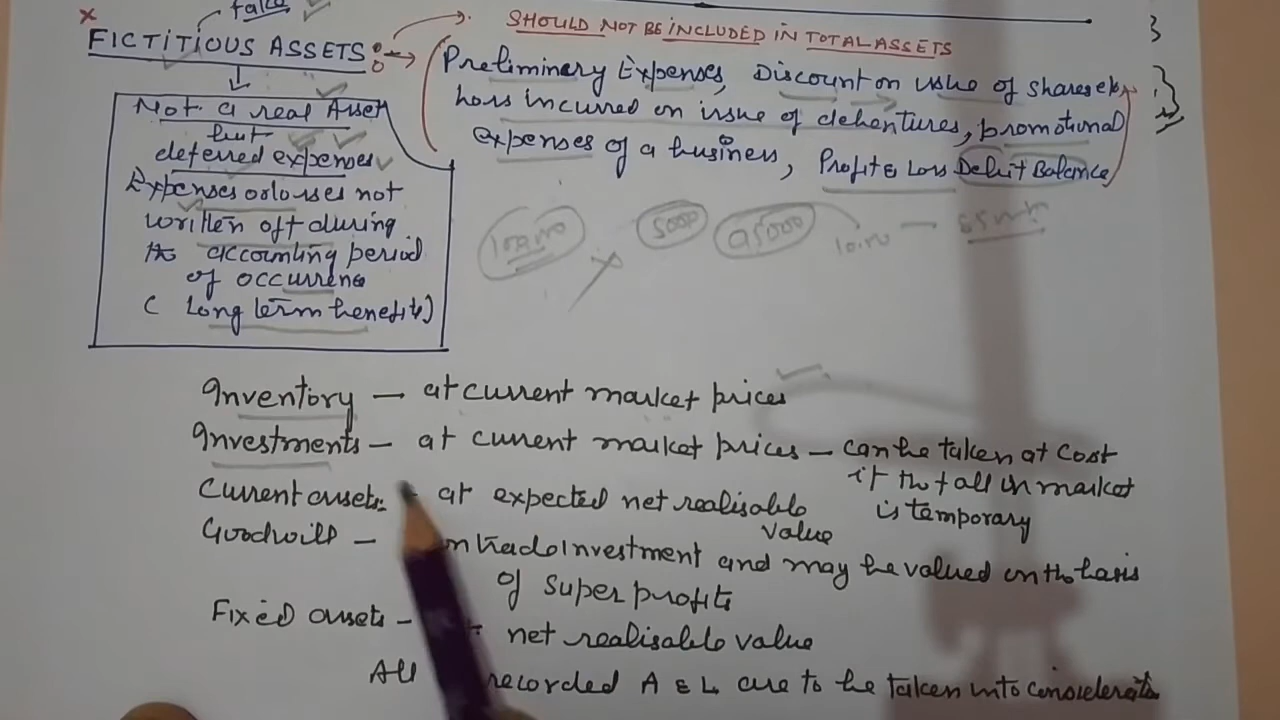 false
FICTITIOUS ASSETS
SHOULD NOT BE INCLUDED IN TOTAL ASSETS
Preliminary Expenses, Discount on issue of shares etc,
Loss incurred on issue of debentures, promotional
expenses of a business, Profit & Loss Debit Balance
Not a real Asset
but
deferred expenses
Expenses or losses not
written off during
the accounting period
of occurrence
( Long term benefits)
5000
95000
Inventory — at current market prices
Investments — at current market prices — can be taken at cost
if the fall in market
is temporary
Current assets - at expected net realisable
value
Goodwill — Investment and may be valued on the basis
of super profits
Fixed assets — net realisable value
All recorded A & L are to be taken into consideration